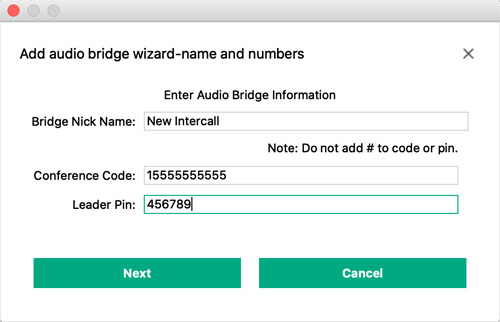 Add audio bridge wizard-name and numbers
Enter Audio Bridge Information
Bridge Nick Name: New Intercall
Note: Do not add # to code or pin.
Conference Code: 15555555555
Leader Pin: 456789
Next Cancel